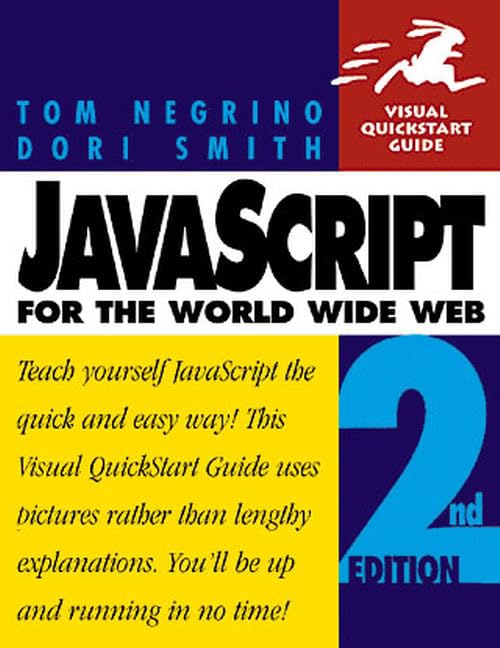 TOM NEGRINO
DORI SMITH
VISUAL
QUICKSTART
GUIDE
JAVASCRIPT
FOR THE WORLD WIDE WEB
Teach yourself JavaScript the
quick and easy way! This
Visual QuickStart Guide uses
pictures rather than lengthy
explanations. You'll be up
and running in no time!
2nd
EDITION